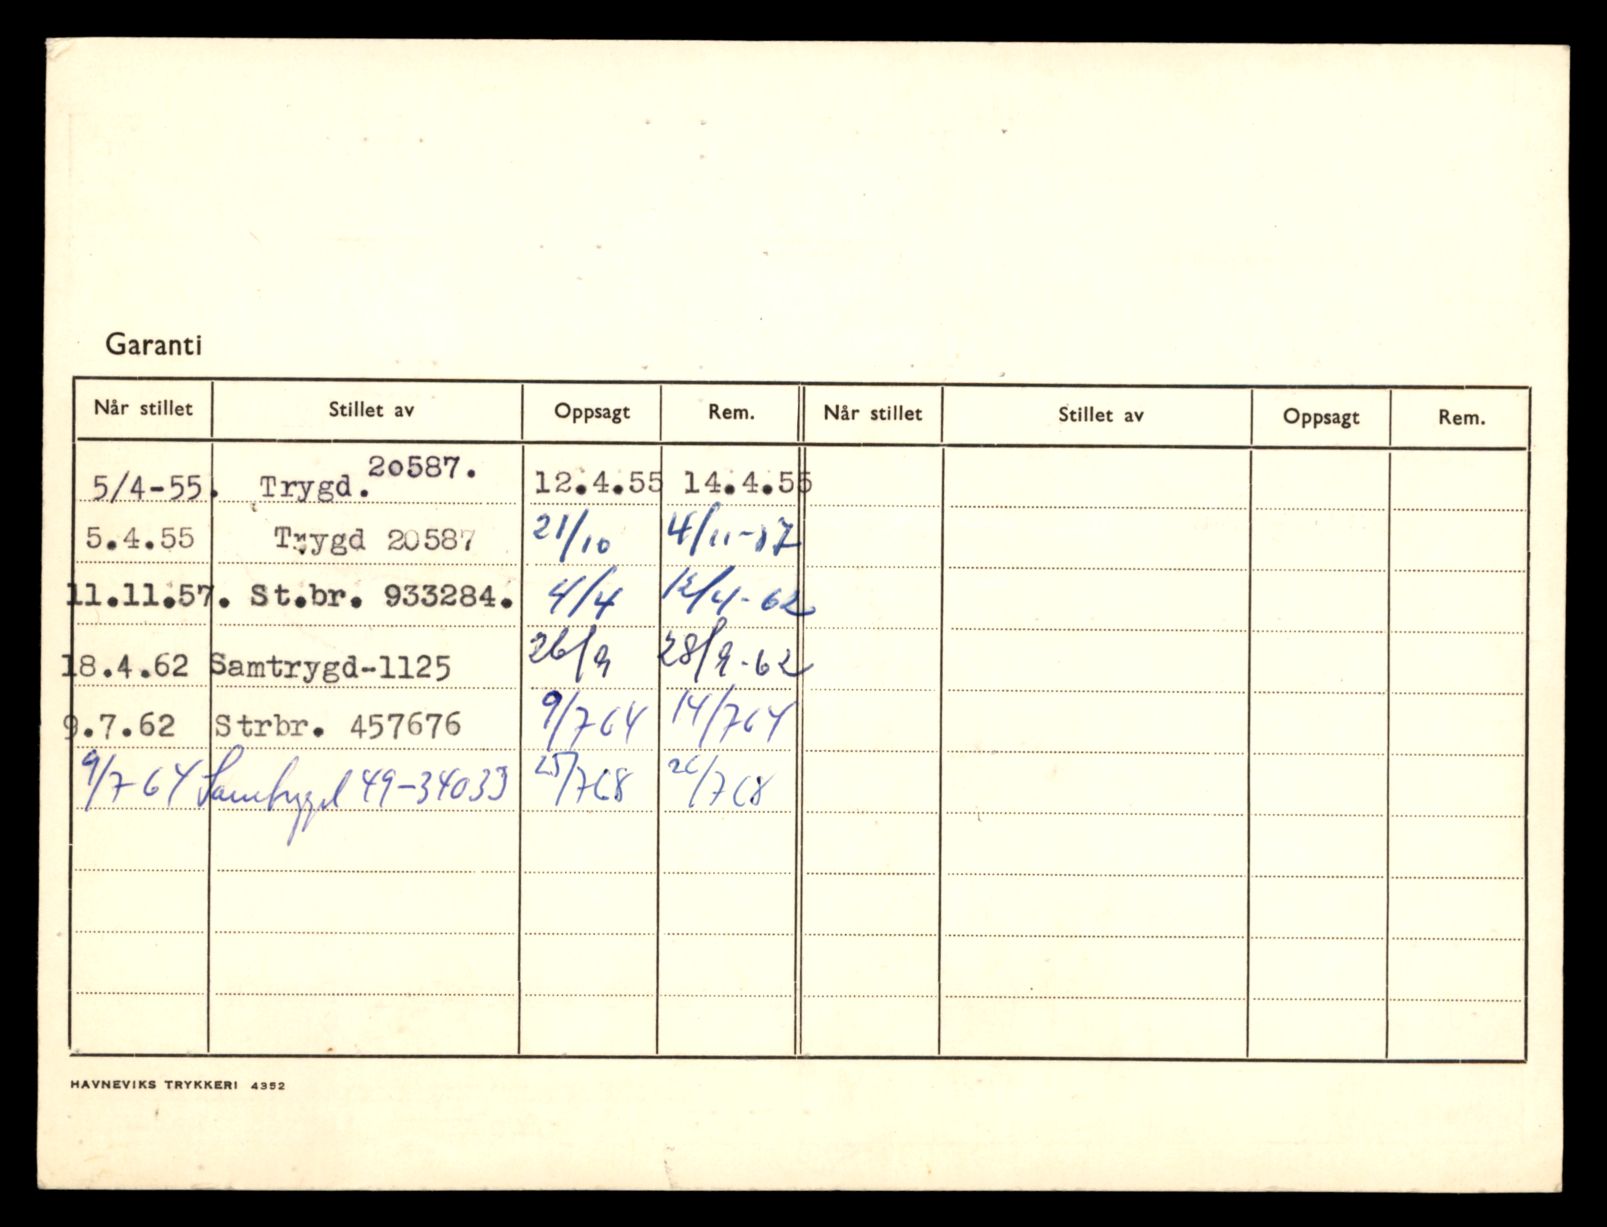 Garanti
Når stillet Stillet av Oppsagt Rem. Når stillet Stillet av Oppsagt Rem.
5/4-55. Trygd. 20587. 12.4.55 14.4.55
5.4.55 Trygd 20587 21/10 4/11-57
11.11.57. St.br. 933284. 4/4 12/4-62
18.4.62 Samtrygd-1125 26/9 28/9-62
9.7.62 Strbr. 457676 9/7 64 14/7 64
9/7 64 Samtrygd 49-34033 25/7 68 26/7 68
HAVNEVIKS TRYKKERI 4352